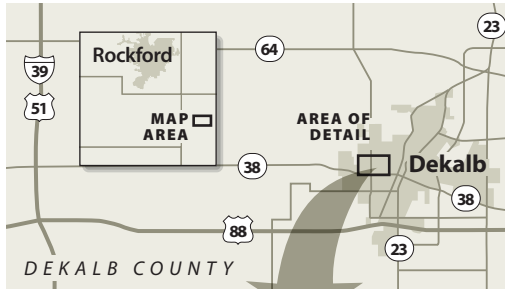 23
Rockford
64
39
51
MAP
AREA
AREA OF
DETAIL
Dekalb
38
38
88
23
DEKALB COUNTY